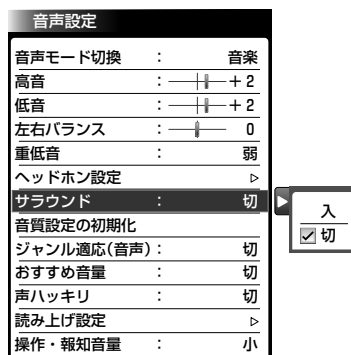 音声設定
音声モード切換 : 音楽
高音 : +2
低音 : +2
左右バランス : 0
重低音 : 弱
ヘッドホン設定
サラウンド : 切
入
切
音質設定の初期化
ジャンル適応(音声) : 切
おすすめ音量 : 切
声ハッキリ : 切
読み上げ設定
操作・報知音量 : 小